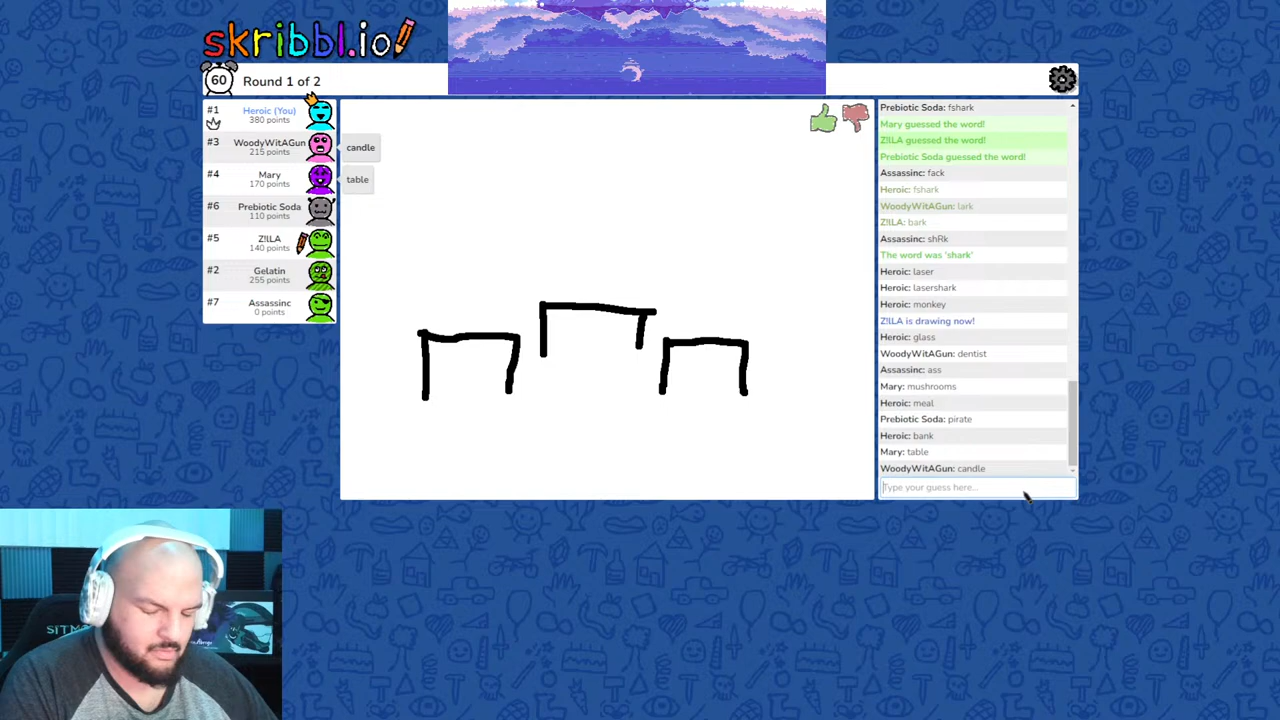 skribbl.io
60
Round 1 of 2
#1
Heroic (You)
380 points
#3
WoodyWitAGun
215 points
candle
#4
Mary
170 points
table
#6
Prebiotic Soda
110 points
#5
Z!lLA
140 points
#2
Gelatin
255 points
#7
Assassinc
0 points
Prebiotic Soda: fshark
Mary guessed the word!
Z!lLA guessed the word!
Prebiotic Soda guessed the word!
Assassinc: fack
Heroic: fshark
WoodyWitAGun: lark
Z!lLA: bark
Assassinc: shRk
The word was 'shark'
Heroic: laser
Heroic: lasershark
Heroic: monkey
Z!lLA is drawing now!
Heroic: glass
WoodyWitAGun: dentist
Assassinc: ass
Mary: mushrooms
Heroic: meal
Prebiotic Soda: pirate
Heroic: bank
Mary: table
WoodyWitAGun: candle
Type your guess here...